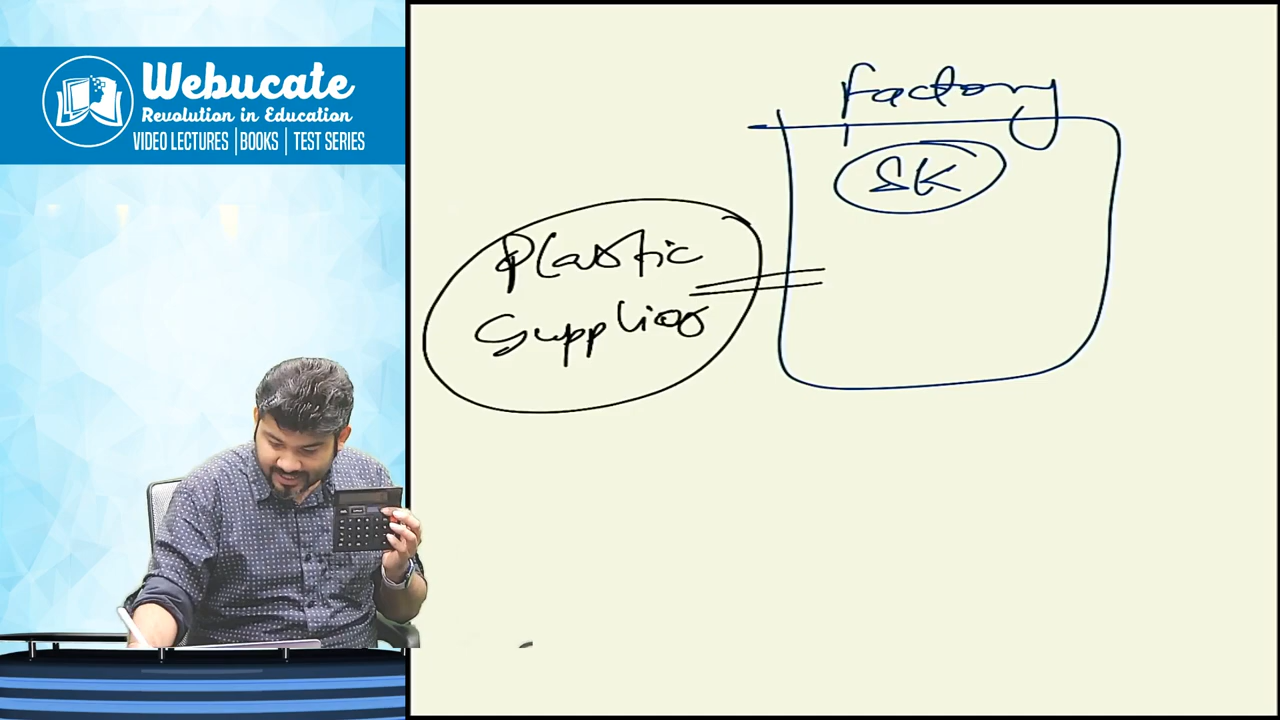 Webucate
Revolution in Education
VIDEO LECTURES | BOOKS | TEST SERIES
Factory
SK
Plastic
Supplier